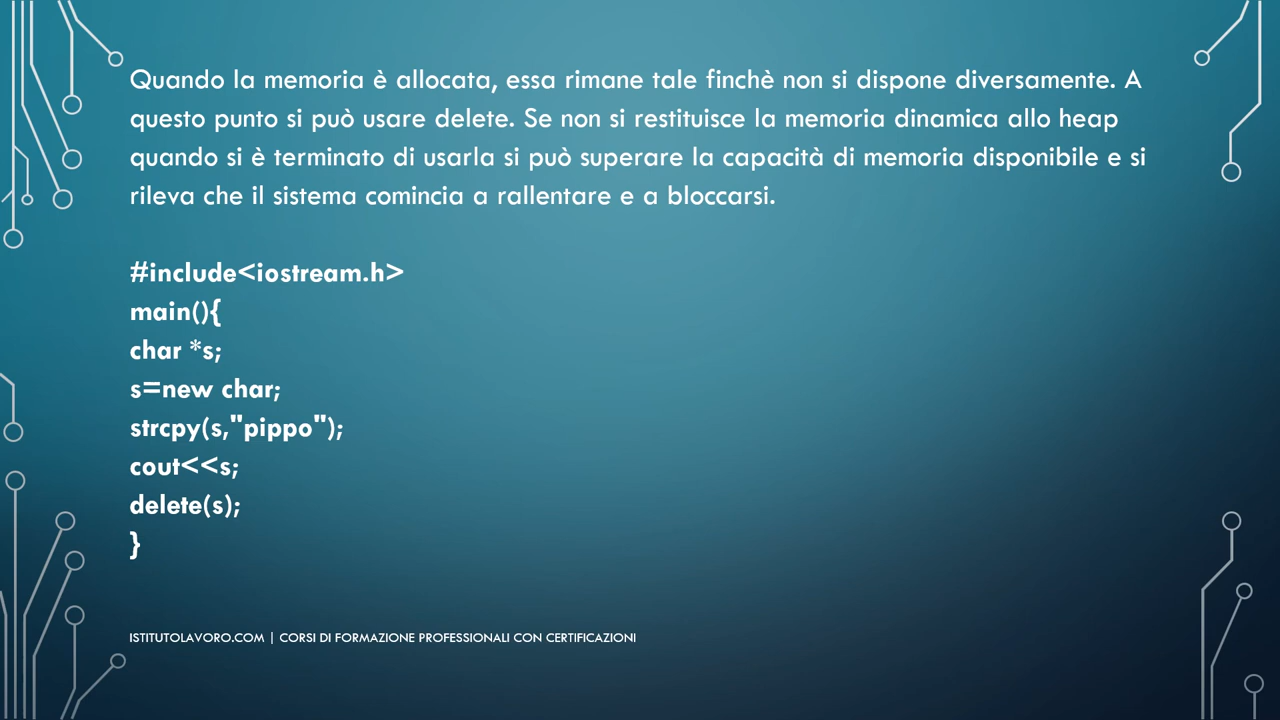 Quando la memoria è allocata, essa rimane tale finchè non si dispone diversamente. A
questo punto si può usare delete. Se non si restituisce la memoria dinamica allo heap
quando si è terminato di usarla si può superare la capacità di memoria disponibile e si
rileva che il sistema comincia a rallentare e a bloccarsi.
#include<iostream.h>
main(){
char *s;
s=new char;
strcpy(s,"pippo");
cout<<s;
delete(s);
}
ISTITUTOLAVORO.COM | CORSI DI FORMAZIONE PROFESSIONALI CON CERTIFICAZIONI